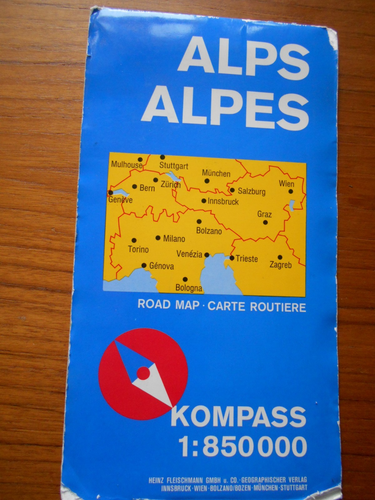 ALPS
ALPES
Mulhouse
Stuttgart
München
Bern
Zürich
Salzburg
Wien
Genève
Innsbruck
Graz
Bolzano
Torino
Milano
Venézia
Trieste
Zagreb
Génova
Bologna
ROAD MAP · CARTE ROUTIERE
KOMPASS
1:850 000
HEINZ FLEISCHMANN GMBH u. CO. · GEOGRAPHISCHER VERLAG
INNSBRUCK · WIEN · BOLZANO/BOZEN · MÜNCHEN · STUTTGART